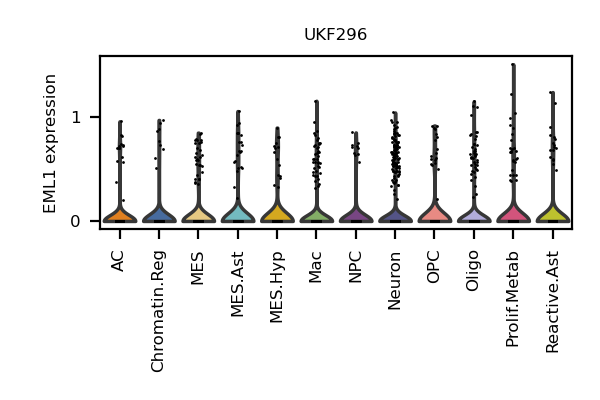 UKF296
EML1 expression
1
0
AC
Chromatin.Reg
MES
MES.Ast
MES.Hyp
Mac
NPC
Neuron
OPC
Oligo
Prolif.Metab
Reactive.Ast